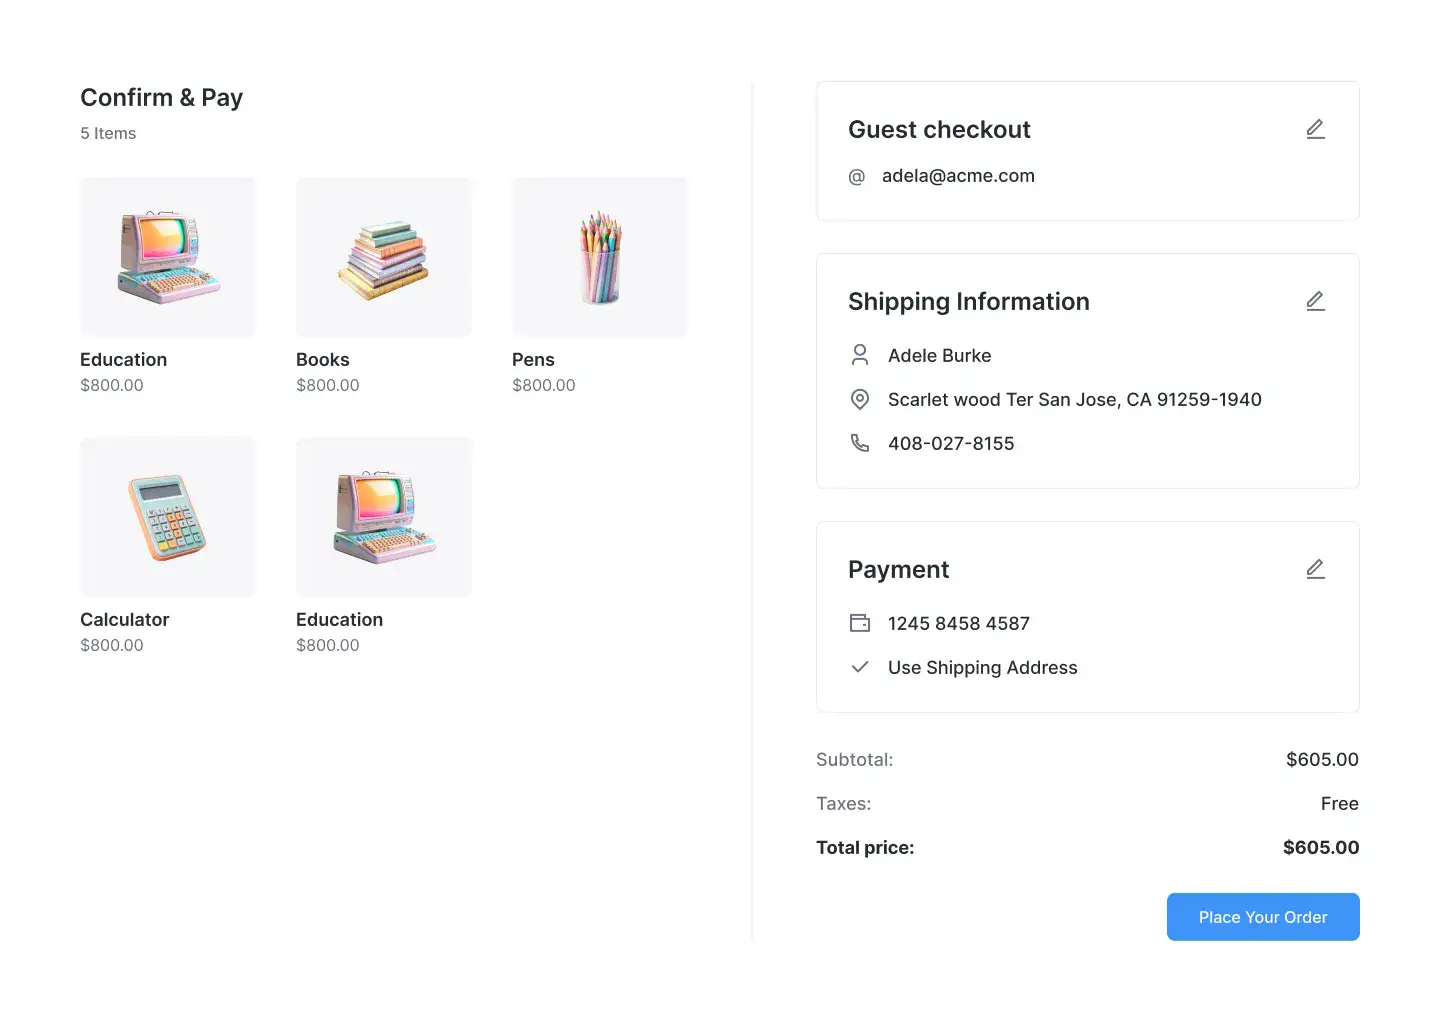 Confirm & Pay
5 Items
Education
$800.00
Books
$800.00
Pens
$800.00
Calculator
$800.00
Education
$800.00
Guest checkout
@ adela@acme.com
Shipping Information
Adele Burke
Scarlet wood Ter San Jose, CA 91259-1940
408-027-8155
Payment
1245 8458 4587
Use Shipping Address
Subtotal: $605.00
Taxes: Free
Total price: $605.00
Place Your Order